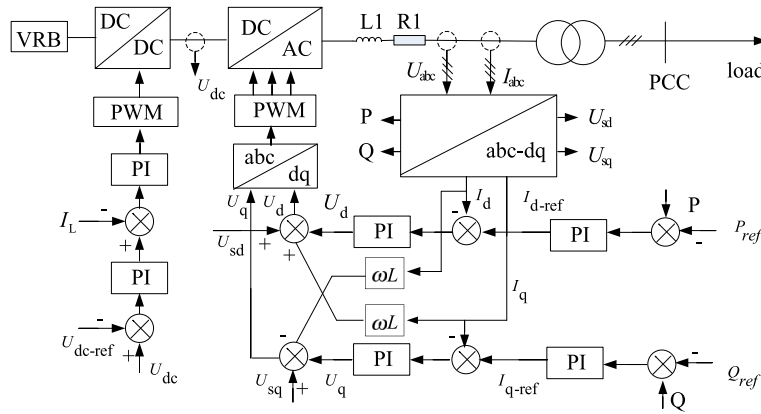 VRB
DC
DC
DC
AC
L1
R1
U_dc
U_abc
I_abc
PCC
load
PWM
PWM
P
Q
abc-dq
U_sd
U_sq
PI
abc
dq
U_q
U_d
U_d
I_d
I_d-ref
P
I_L
-
+
PI
U_sd
+
+
PI
-
PI
-
P_ref
ωL
I_q
ωL
U_dc-ref
-
+
U_dc
-
+
U_sq
U_q
PI
-
I_q-ref
PI
-
Q
Q_ref